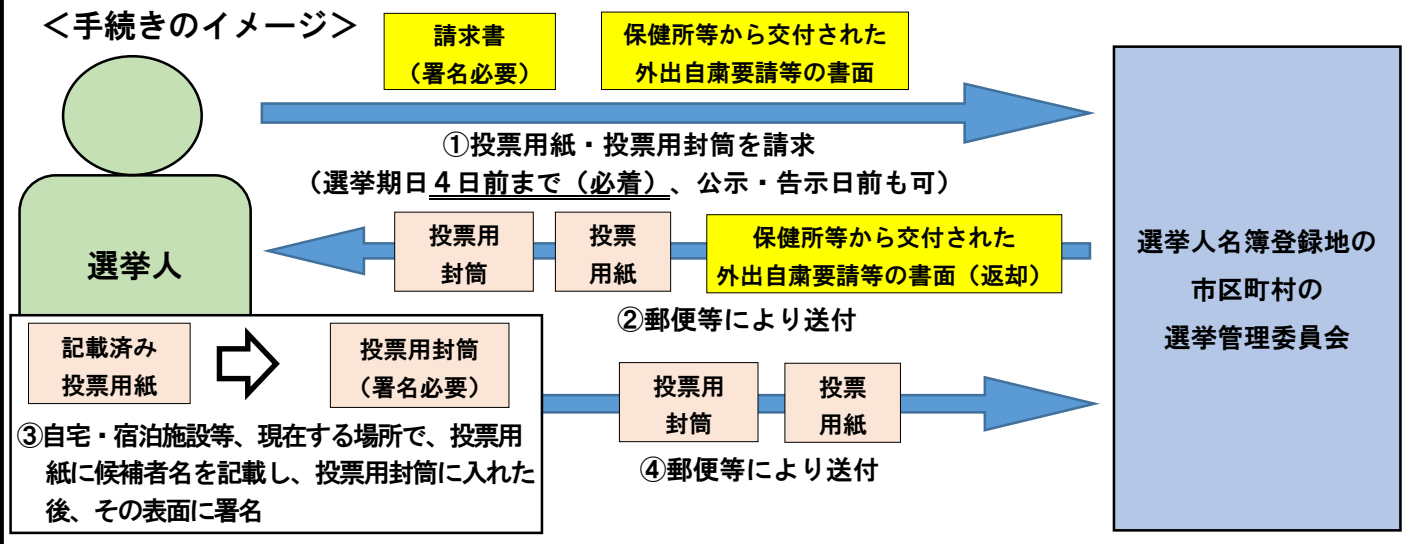 ＜手続きのイメージ＞
請求書
（署名必要）
保健所等から交付された
外出自粛要請等の書面
①投票用紙・投票用封筒を請求
（選挙期日４日前まで（必着）、公示・告示日前も可）
選挙人
投票用
封筒
投票
用紙
保健所等から交付された
外出自粛要請等の書面（返却）
②郵便等により送付
選挙人名簿登録地の
市区町村の
選挙管理委員会
記載済み
投票用紙
投票用封筒
（署名必要）
③自宅・宿泊施設等、現在する場所で、投票用
紙に候補者名を記載し、投票用封筒に入れた
後、その表面に署名
投票用
封筒
投票
用紙
④郵便等により送付